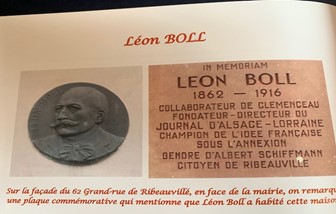 Léon BOLL
IN MEMORIAM
LEON BOLL
1862 — 1916
COLLABORATEUR DE CLEMENCEAU
FONDATEUR - DIRECTEUR DU
JOURNAL D'ALSACE - LORRAINE
CHAMPION DE L'IDEE FRANÇAISE
SOUS L'ANNEXION
GENDRE D'ALBERT SCHIFFMANN
CITOYEN DE RIBEAUVILLE
Sur la façade du 62 Grand-rue de Ribeauvillé, en face de la mairie, on remarqu
une plaque commémorative qui mentionne que Léon Boll a habité cette mais